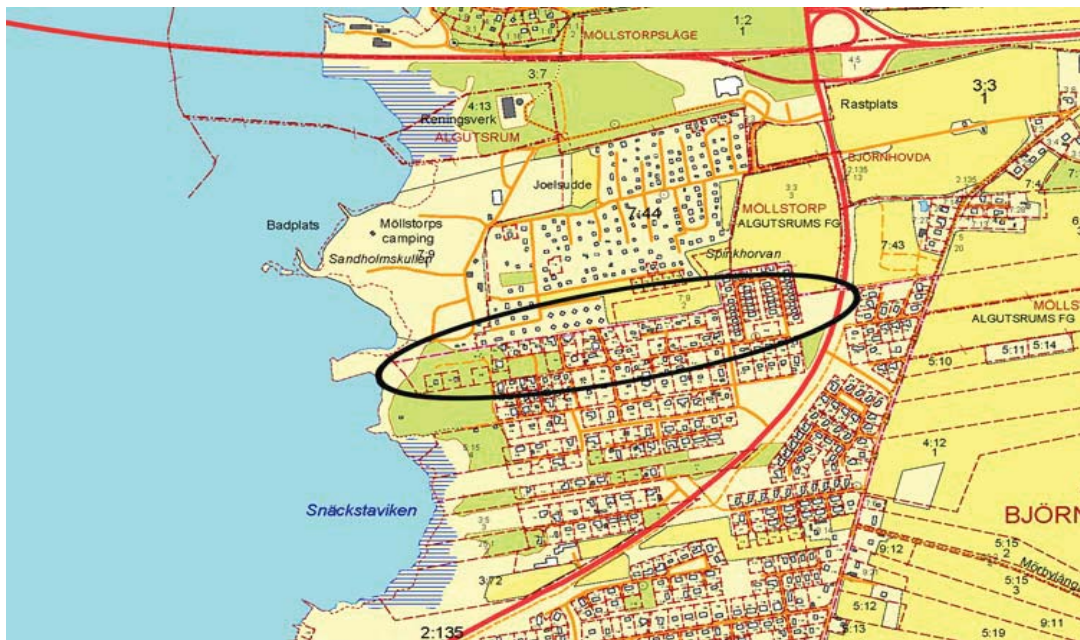 1:2
1
MÖLLSTORPSLÄGE
3:7
4:5
1
4:13
Reningsverk
ALGUTSRUM
Rastplats
3:3
1
BJÖRNHOVDA
2.135
13
2.135
Joelsudde
7:44
3:3
7:4
MÖLLSTORP
ALGUTSRUMS FG
Badplats
Möllstorps
camping
7:9
Sandholmskullen
Spinkhorvan
7:43
5
20
7,9
2
MÖLLS
ALGUTSRUMS FG
5:11
5:14
5:10
4:12
1
5.15
Snäckstaviken
3:5
3
BJÖRN
9:12
5:15
2
Mörbylång
5:15
3
3:72
5:12
9:11
2:135
5:13
5:19